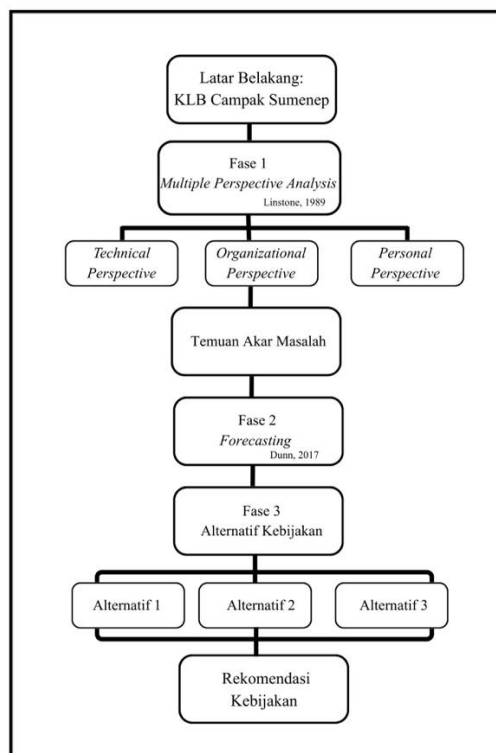 Latar Belakang:
KLB Campak Sumenep
Fase 1
Multiple Perspective Analysis
Linstone, 1989
Technical
Perspective
Organizational
Perspective
Personal
Perspective
Temuan Akar Masalah
Fase 2
Forecasting
Dunn, 2017
Fase 3
Alternatif Kebijakan
Alternatif 1
Alternatif 2
Alternatif 3
Rekomendasi
Kebijakan